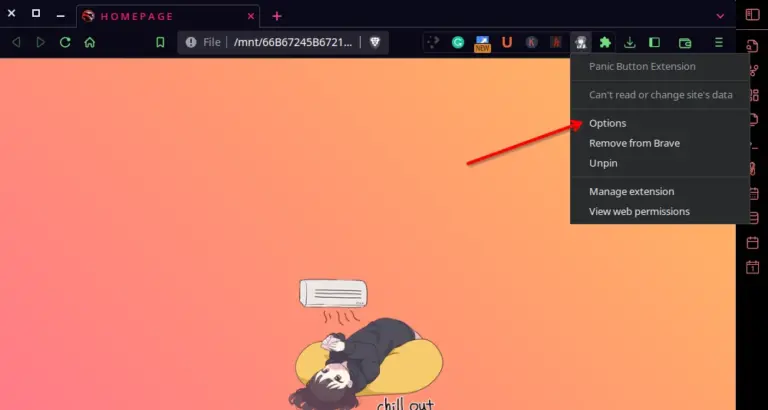 HOMEPAGE
File
/mnt/66B67245B6721...
NEW
U
K
Panic Button Extension
Can't read or change site's data
Options
Remove from Brave
Unpin
Manage extension
View web permissions
1
chill out